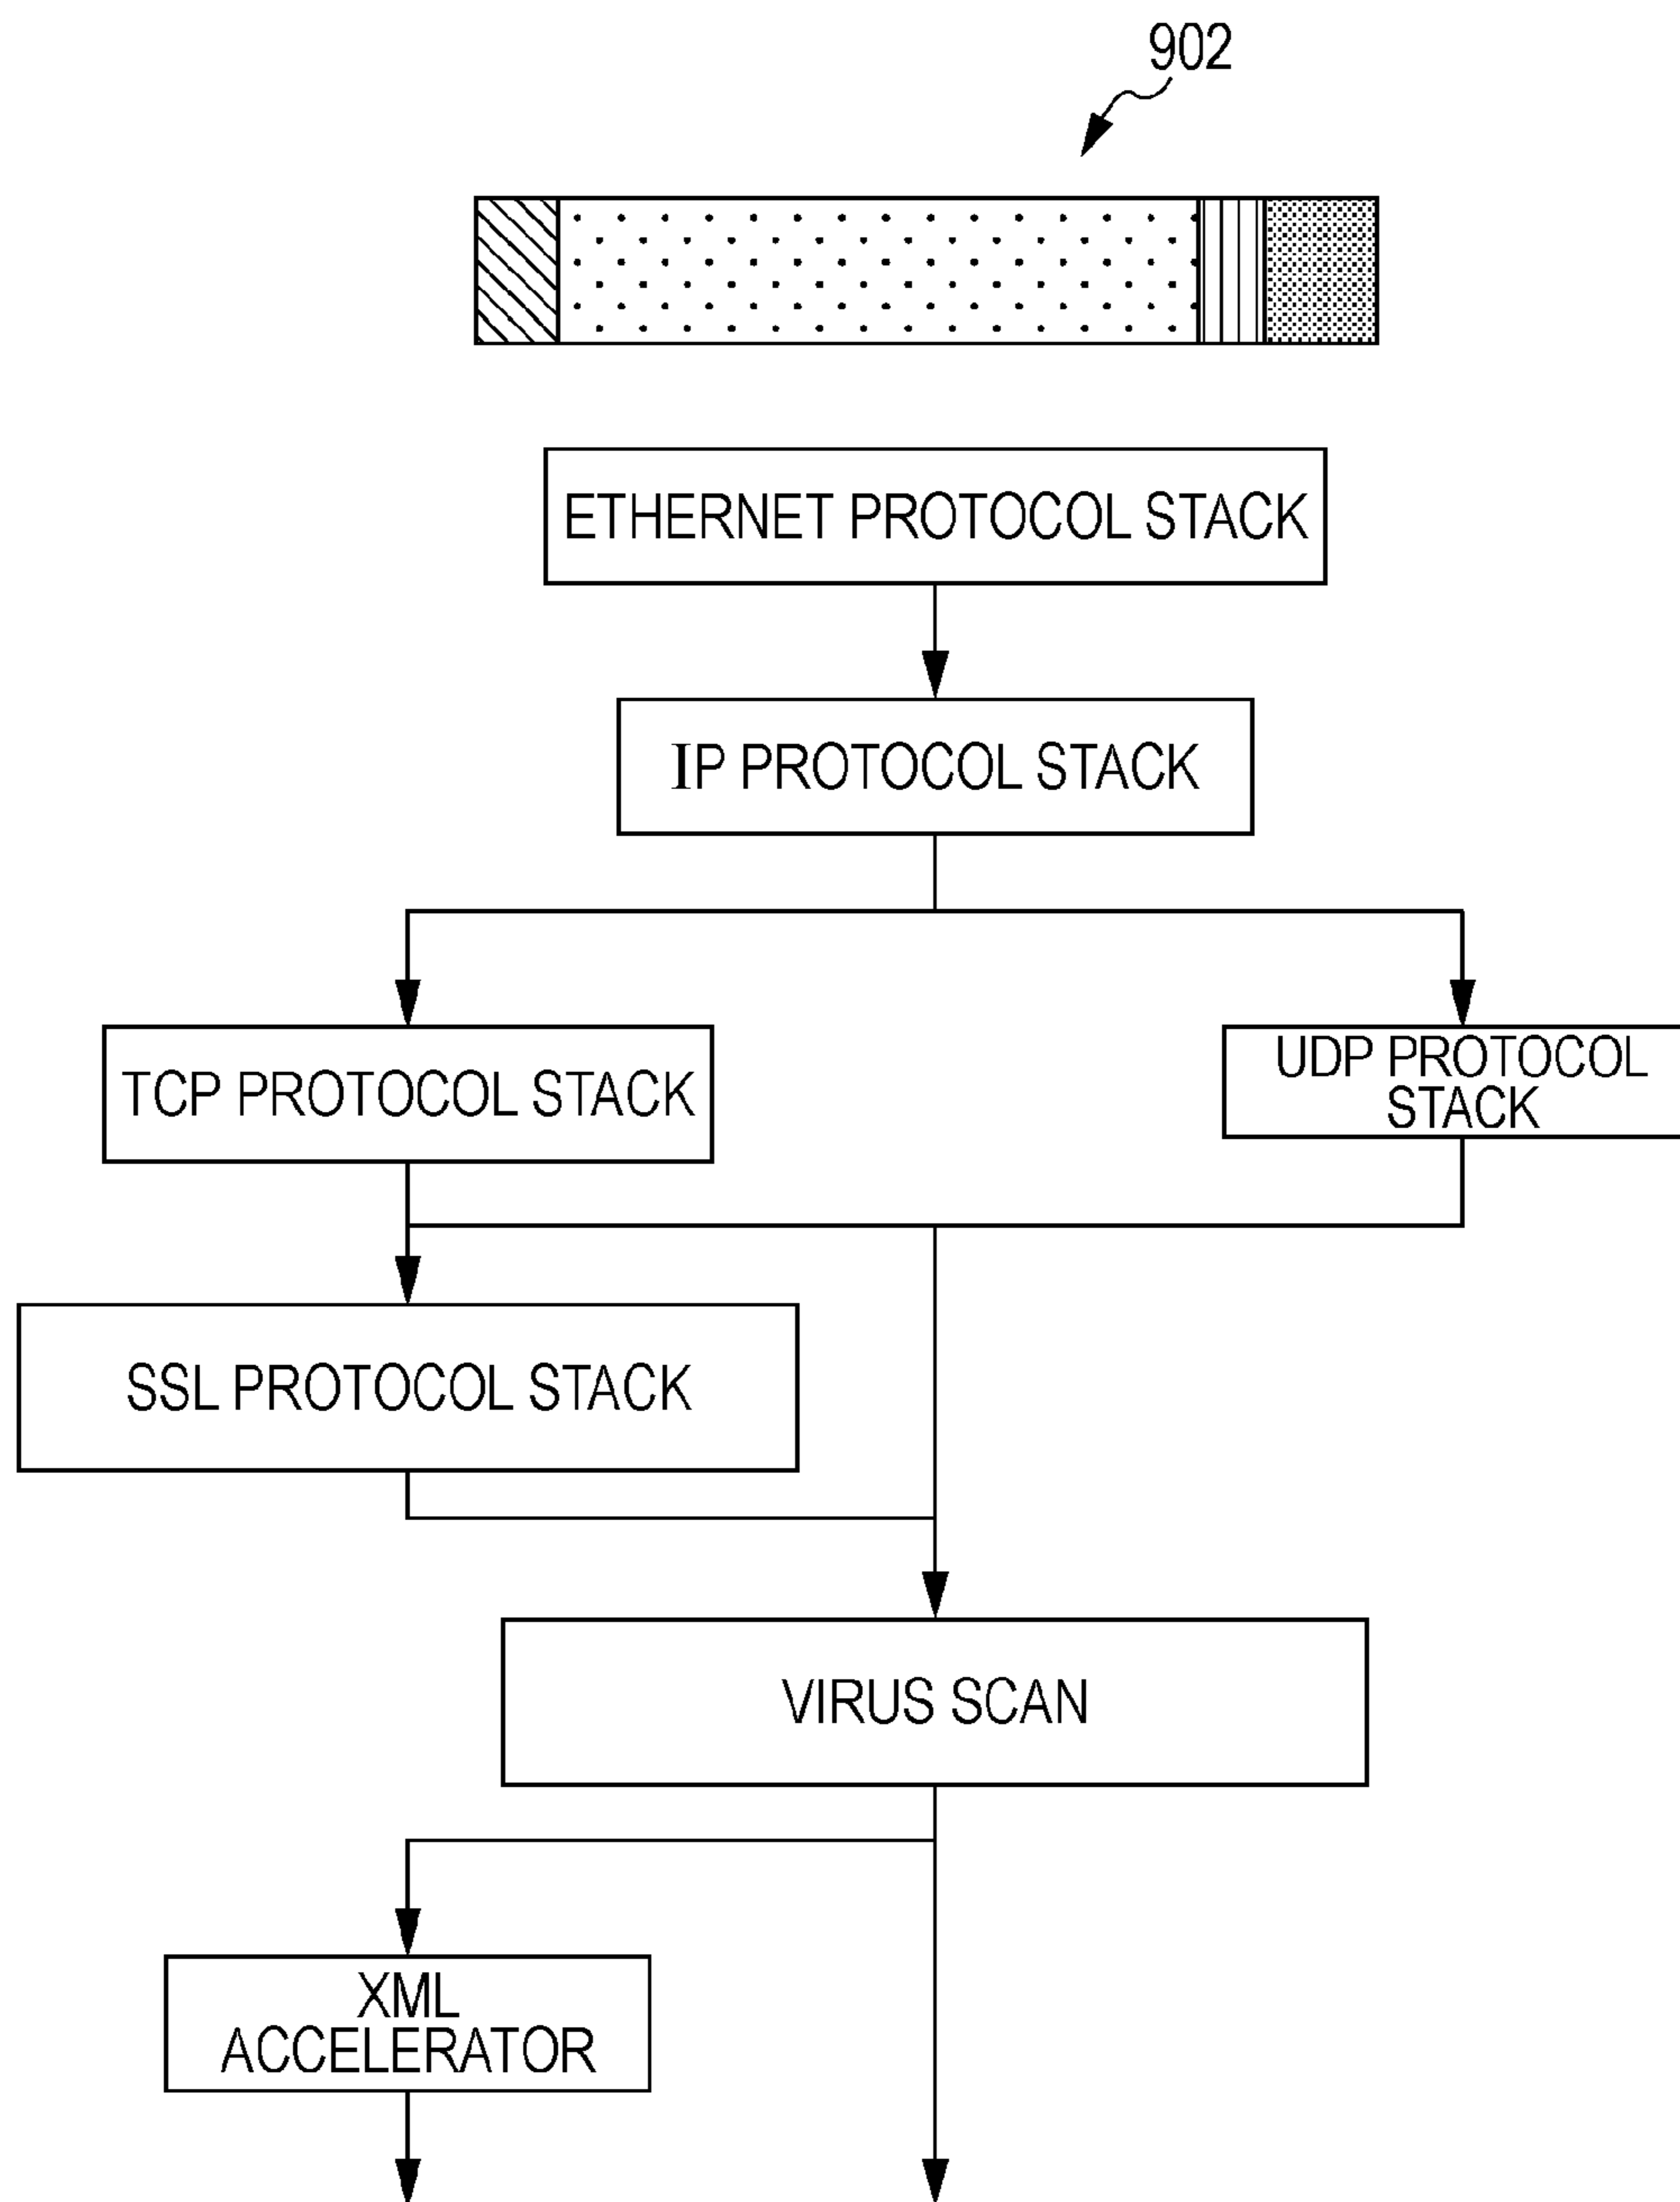 902
ETHERNET PROTOCOL STACK
IP PROTOCOL STACK
TCP PROTOCOL STACK
UDP PROTOCOL
STACK
SSL PROTOCOL STACK
VIRUS SCAN
XML
ACCELERATOR